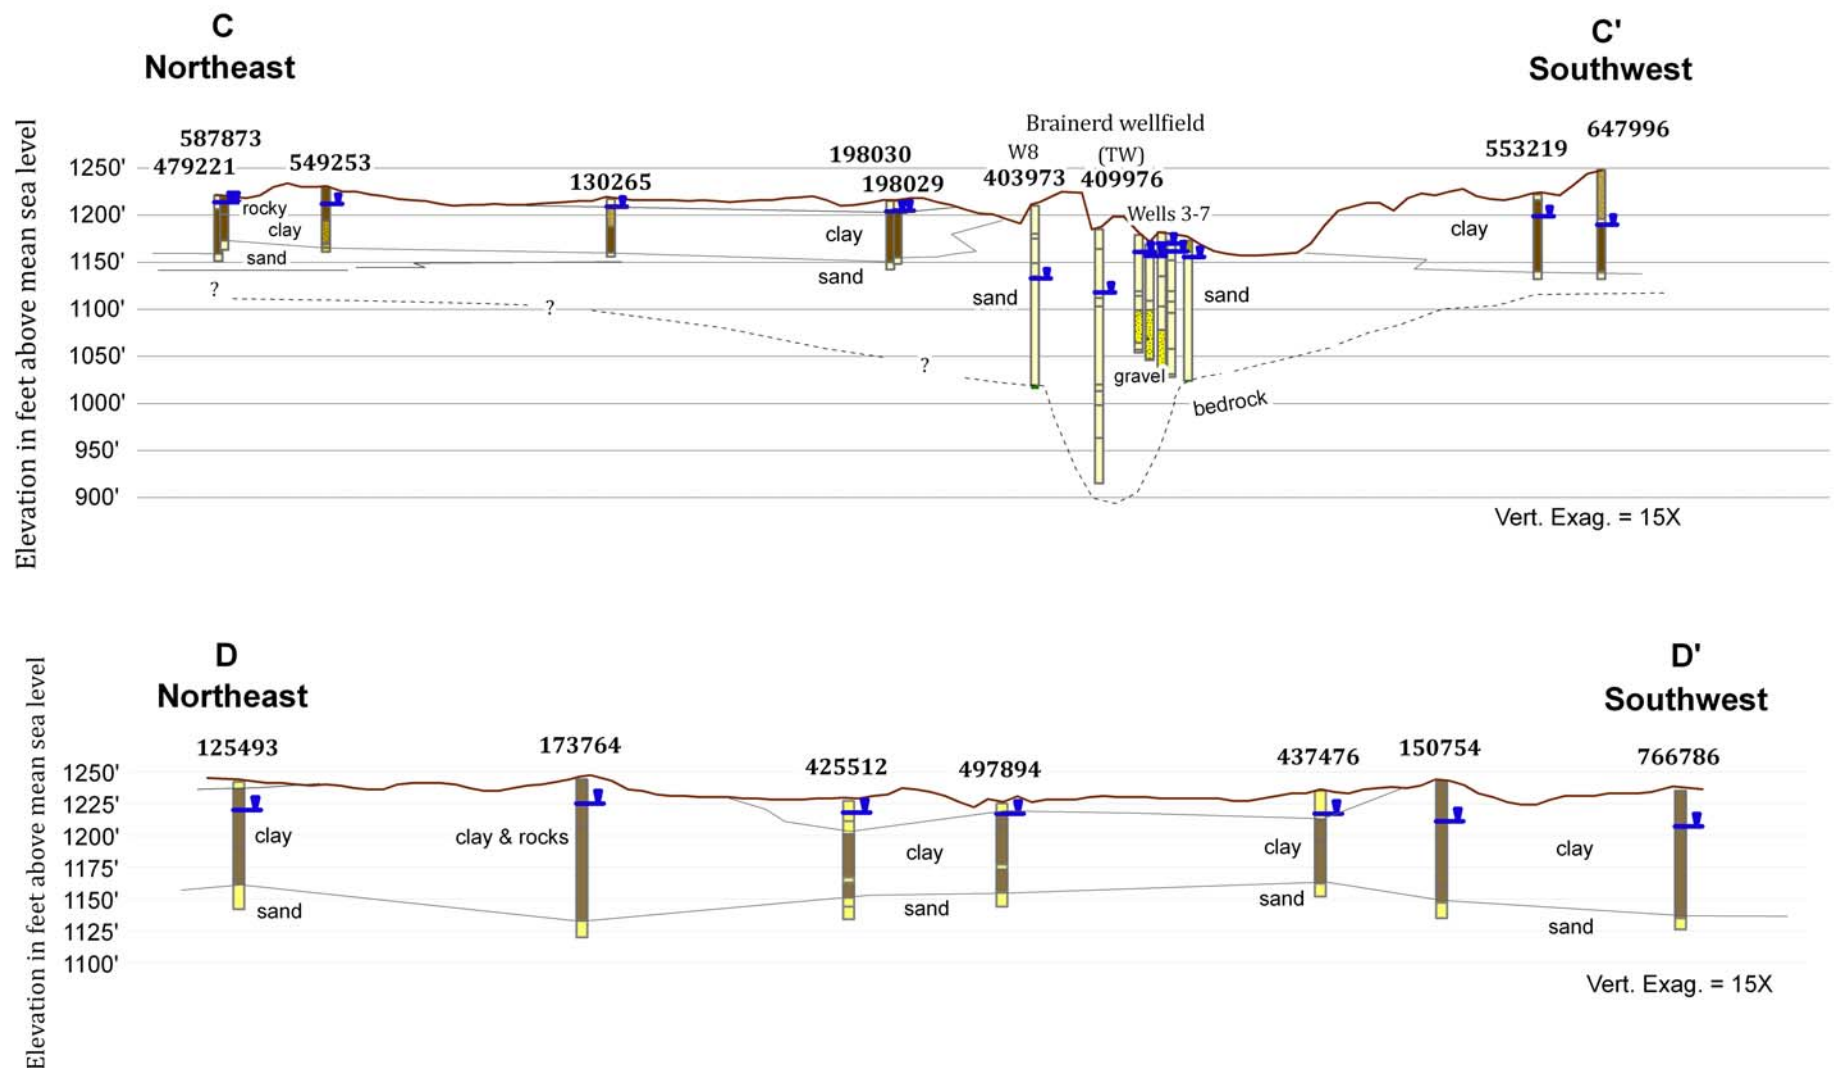 C
Northeast
C'
Southwest
Elevation in feet above mean sea level
587873
479221
549253
130265
198030
198029
Brainerd wellfield
W8
(TW)
403973
409976
Wells 3-7
553219
647996
1250'
1200'
1150'
1100'
1050'
1000'
950'
900'
rocky
clay
sand
?
?
?
clay
sand
sand
gravel
sand
bedrock
clay
Vert. Exag. = 15X
D
Northeast
D'
Southwest
Elevation in feet above mean sea level
125493
173764
425512
497894
437476
150754
766786
1250'
1225'
1200'
1175'
1150'
1125'
1100'
clay
sand
clay & rocks
clay
sand
clay
sand
clay
sand
Vert. Exag. = 15X